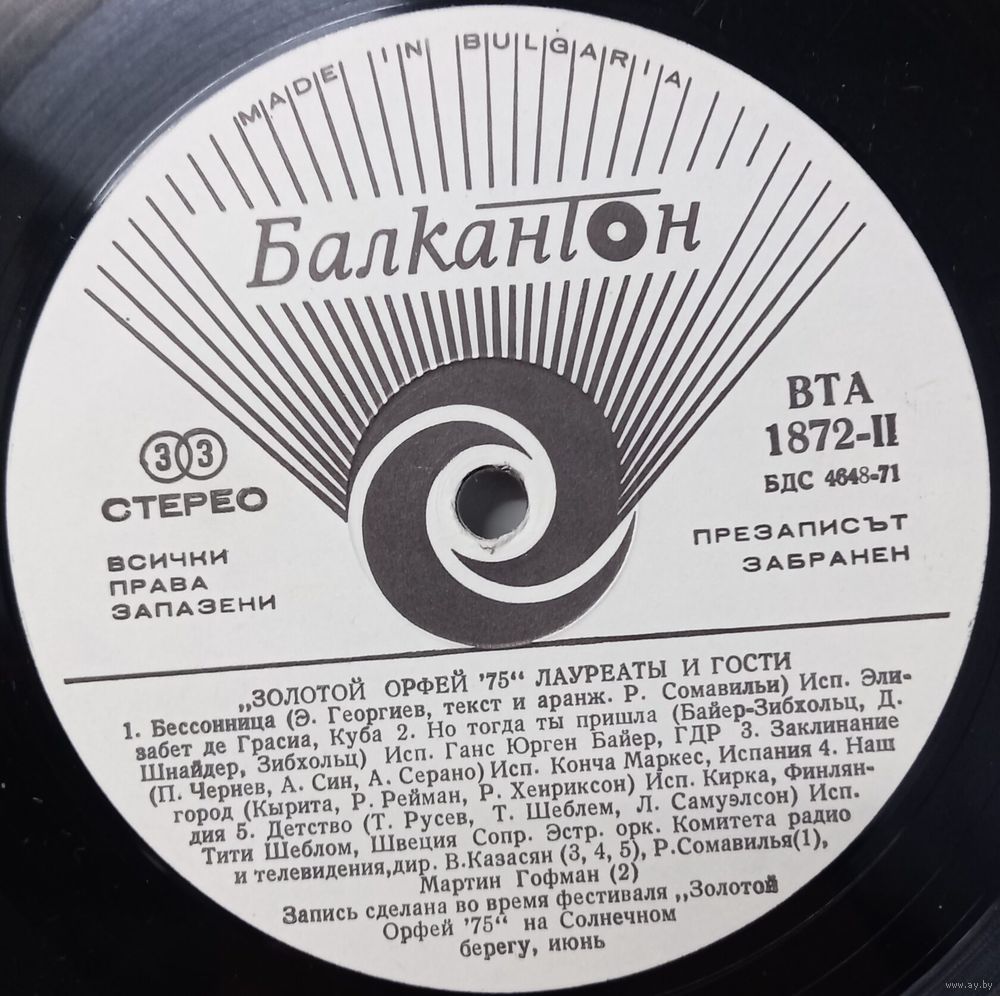 MADE IN BULGARIA
Балкантон
33
СТЕРЕО
ВСИЧКИ
ПРАВА
ЗАПАЗЕНИ
ВТА
1872-II
БДС 4648-71
ПРЕЗАПИСЪТ
ЗАБРАНЕН
„ЗОЛОТОЙ ОРФЕЙ '75“ ЛАУРЕАТЫ И ГОСТИ
1. Бессонница (Э. Георгиев, текст и аранж. Р. Сомавильи) Исп. Эли-
забет де Грасиа, Куба 2. Но тогда ты пришла (Байер-Зибхольц, Д.
Шнайдер, Зибхольц) Исп. Ганс Юрген Байер, ГДР 3. Заклинание
(П. Чернев, А. Син, А. Серано) Исп. Конча Маркес, Испания 4. Наш
город (Кырита, Р. Рейман, Р. Хенриксон) Исп. Кирка, Финлян-
дия 5. Детство (Т. Русев, Т. Шеблем, Л. Самуэлсон) Исп.
Тити Шеблом, Швеция Сопр. Эстр. орк. Комитета радио
и телевидения,дир. В.Казасян (3, 4, 5), Р.Сомавилья(1),
Мартин Гофман (2)
Запись сделана во время фестиваля „Золотой
Орфей '75“ на Солнечном
берегу, июнь
www.ay.by